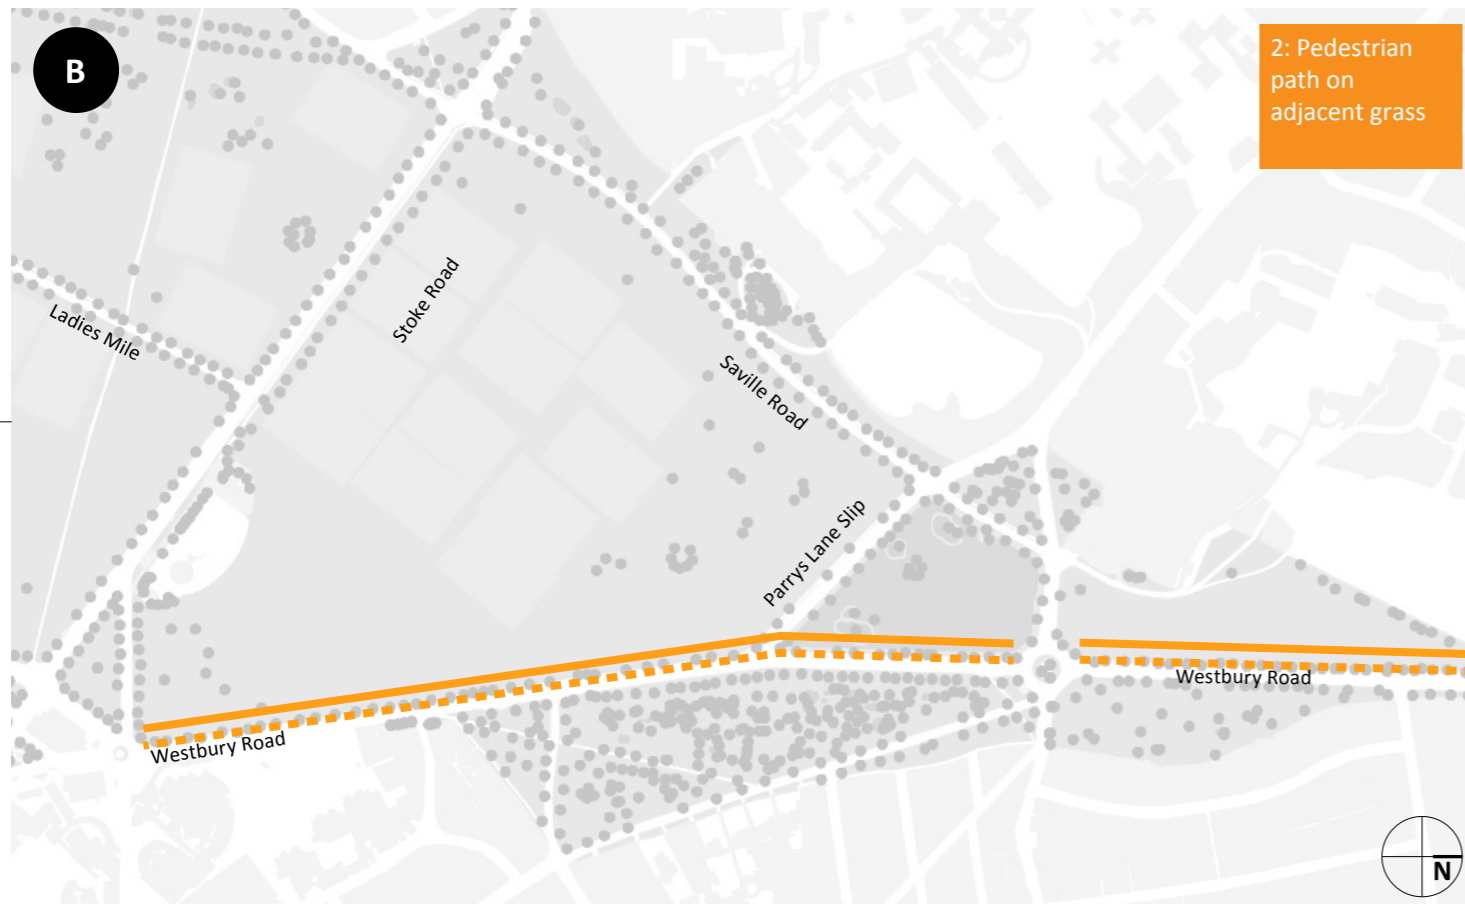 B
2: Pedestrian
path on
adjacent grass
Stoke Road
Ladies Mile
Saville Road
Parrys Lane Slip
Westbury Road
Westbury Road
N